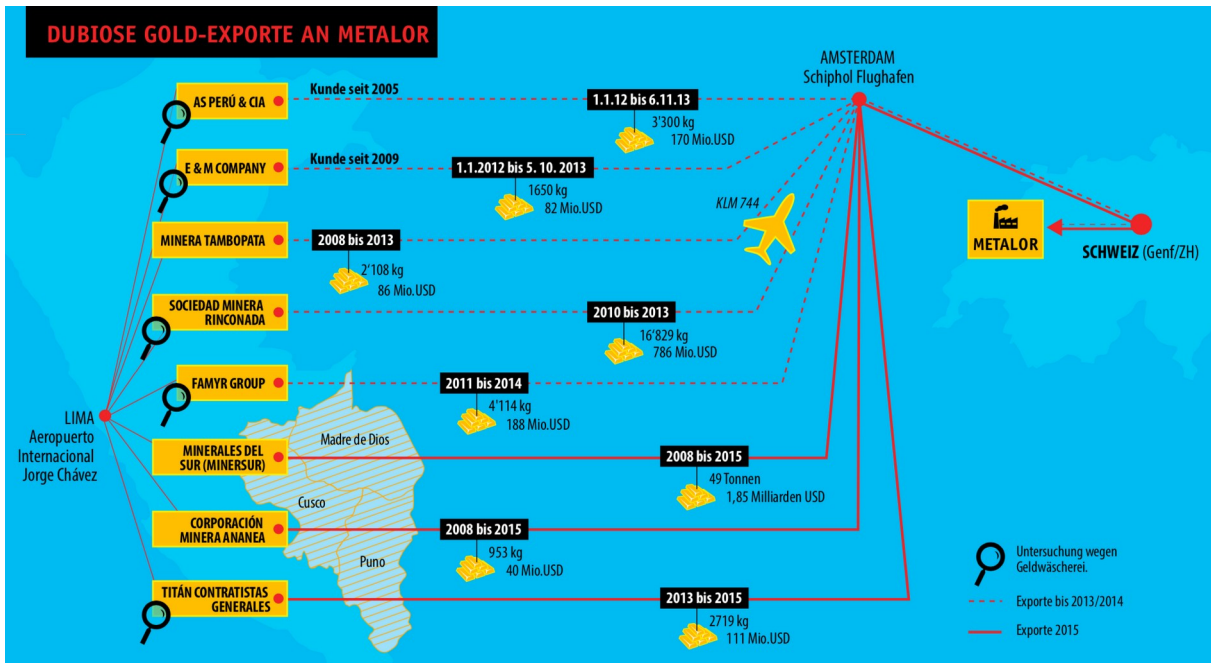 DUBIOSE GOLD-EXPORTE AN METALOR
AMSTERDAM
Schiphol Flughafen
AS PERÚ & CIA
Kunde seit 2005
1.1.12 bis 6.11.13
3'300 kg
170 Mio.USD
E & M COMPANY
Kunde seit 2009
1.1.2012 bis 5. 10. 2013
1650 kg
82 Mio.USD
KLM 744
MINERA TAMBOPATA
2008 bis 2013
2'108 kg
86 Mio.USD
METALOR
SCHWEIZ (Genf/ZH)
SOCIEDAD MINERA
RINCONADA
2010 bis 2013
16'829 kg
786 Mio.USD
FAMYR GROUP
2011 bis 2014
4'114 kg
188 Mio.USD
LIMA
Aeropuerto
Internacional
Jorge Chávez
Madre de Dios
Cusco
Puno
MINERALES DEL
SUR (MINERSUR)
2008 bis 2015
49 Tonnen
1,85 Milliarden USD
CORPORACIÓN
MINERA ANANEA
2008 bis 2015
953 kg
40 Mio.USD
TITÁN CONTRATISTAS
GENERALES
2013 bis 2015
2719 kg
111 Mio.USD
Untersuchung wegen
Geldwäscherei.
Exporte bis 2013/2014
Exporte 2015